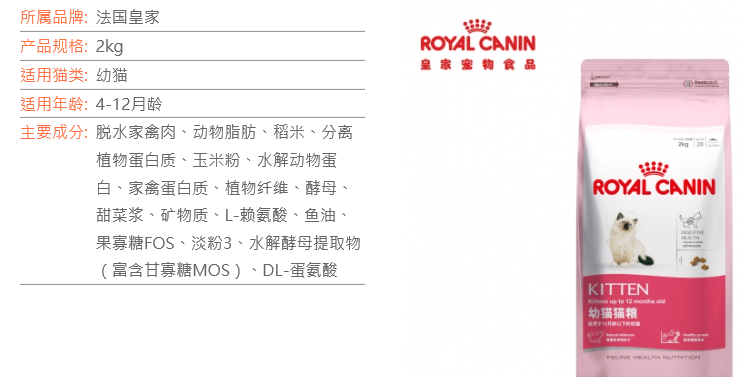 所属品牌: 法国皇家
产品规格: 2kg
适用猫类: 幼猫
适用年龄: 4-12月龄
主要成分: 脱水家禽肉、动物脂肪、稻米、分离
植物蛋白质、玉米粉、水解动物蛋
白、家禽蛋白质、植物纤维、酵母、
甜菜浆、矿物质、L-赖氨酸、鱼油、
果寡糖FOS、淡粉3、水解酵母提取物
（富含甘寡糖MOS）、DL-蛋氨酸
ROYAL CANIN
皇家宠物食品
2kg
28
ROYAL CANIN
DIGESTIVE
HEALTH
KITTEN
Kittens up to 12 months old
幼猫猫粮
适用于12月龄以下的幼猫
Natural defences
Healthy growth
FELINE HEALTH NUTRITION